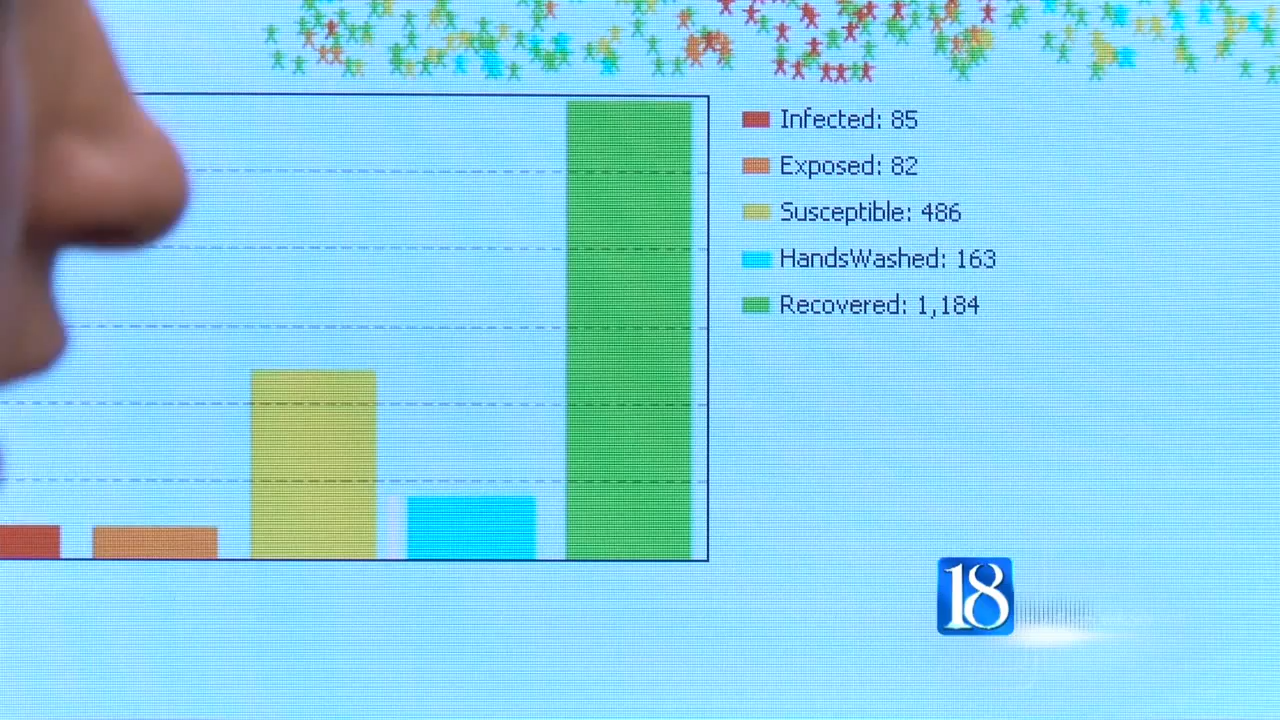 Infected: 85
Exposed: 82
Susceptible: 486
HandsWashed: 163
Recovered: 1,184
18